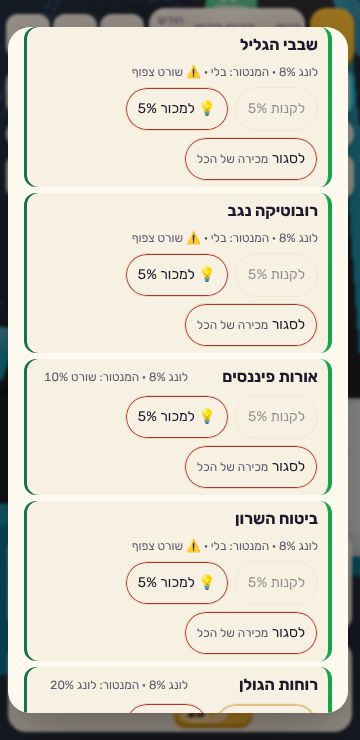 שבבי הגליל
לונג 8% • המנטור: בלי • ⚠️ שורט צפוף
לקנות 5%
💡 למכור 5%
לסגור מכירה של הכל
רובוטיקה נגב
לונג 8% • המנטור: בלי • ⚠️ שורט צפוף
לקנות 5%
💡 למכור 5%
לסגור מכירה של הכל
אורות פיננסים
לונג 8% • המנטור: שורט 10%
לקנות 5%
💡 למכור 5%
לסגור מכירה של הכל
ביטוח השרון
לונג 8% • המנטור: בלי • ⚠️ שורט צפוף
לקנות 5%
💡 למכור 5%
לסגור מכירה של הכל
רוחות הגולן
לונג 8% • המנטור: לונג 20%